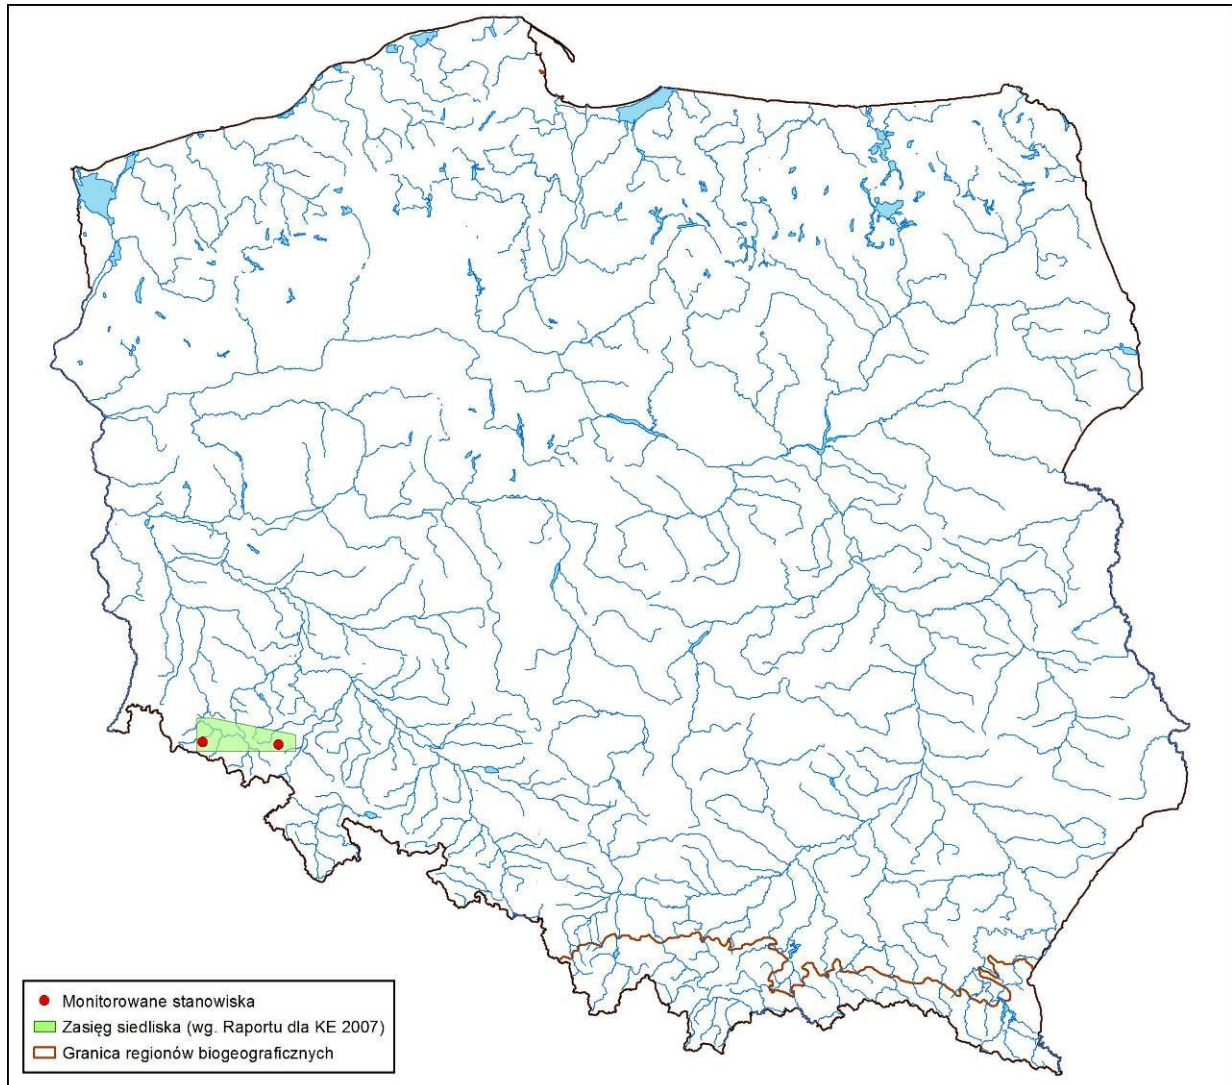 Monitorowane stanowiska
Zasięg siedliska (wg. Raportu dla KE 2007)
Granica regionów biogeograficznych